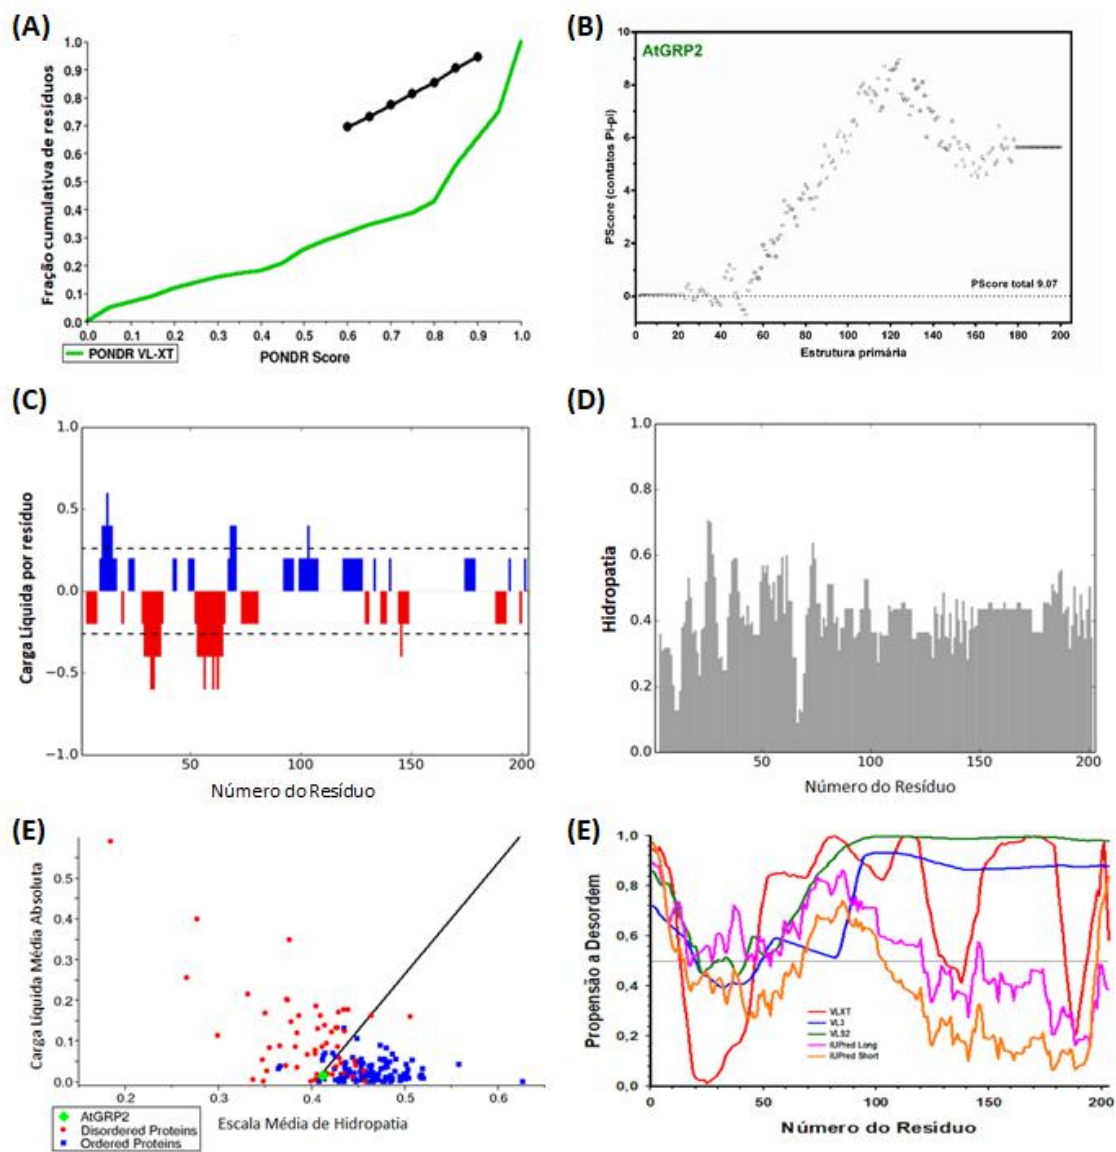 (A)
Fração cumulativa de resíduos
1.0
0.9
0.8
0.7
0.6
0.5
0.4
0.3
0.2
0.1
0.0
0.0 0.1 0.2 0.3 0.4 0.5 0.6 0.7 0.8 0.9 1.0
PONDR VL-XT
PONDR Score
(B)
AtGRP2
PScore (contatos Pi-pi)
10
8
6
4
2
0
PScore total 9.07
0 20 40 60 80 100 120 140 160 180 200
Estrutura primária
(C)
Carga Líquida por resíduo
1.0
0.5
0.0
−0.5
−1.0
50 100 150 200
Número do Resíduo
(D)
Hidropatia
1.0
0.8
0.6
0.4
0.2
0.0
50 100 150 200
Número do Resíduo
(E)
Carga Líquida Média Absoluta
0.5
0.4
0.3
0.2
0.1
0.0
0.2 0.3 0.4 0.5 0.6
Escala Média de Hidropatia
AtGRP2
Disordered Proteins
Ordered Proteins
(E)
Propensão a Desordem
1,0
0,8
0,6
0,4
0,2
0,0
VLXT
VL3
VLS2
IUPred Long
IUPred Short
0 50 100 150 200
Número do Resíduo